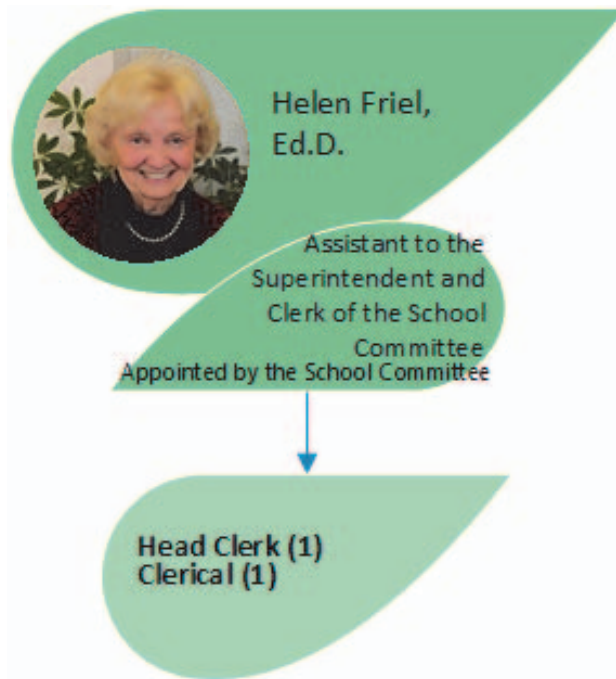 Helen Friel,
Ed.D.
Assistant to the
Superintendent and
Clerk of the School
Committee
Appointed by the School Committee
Head Clerk (1)
Clerical (1)